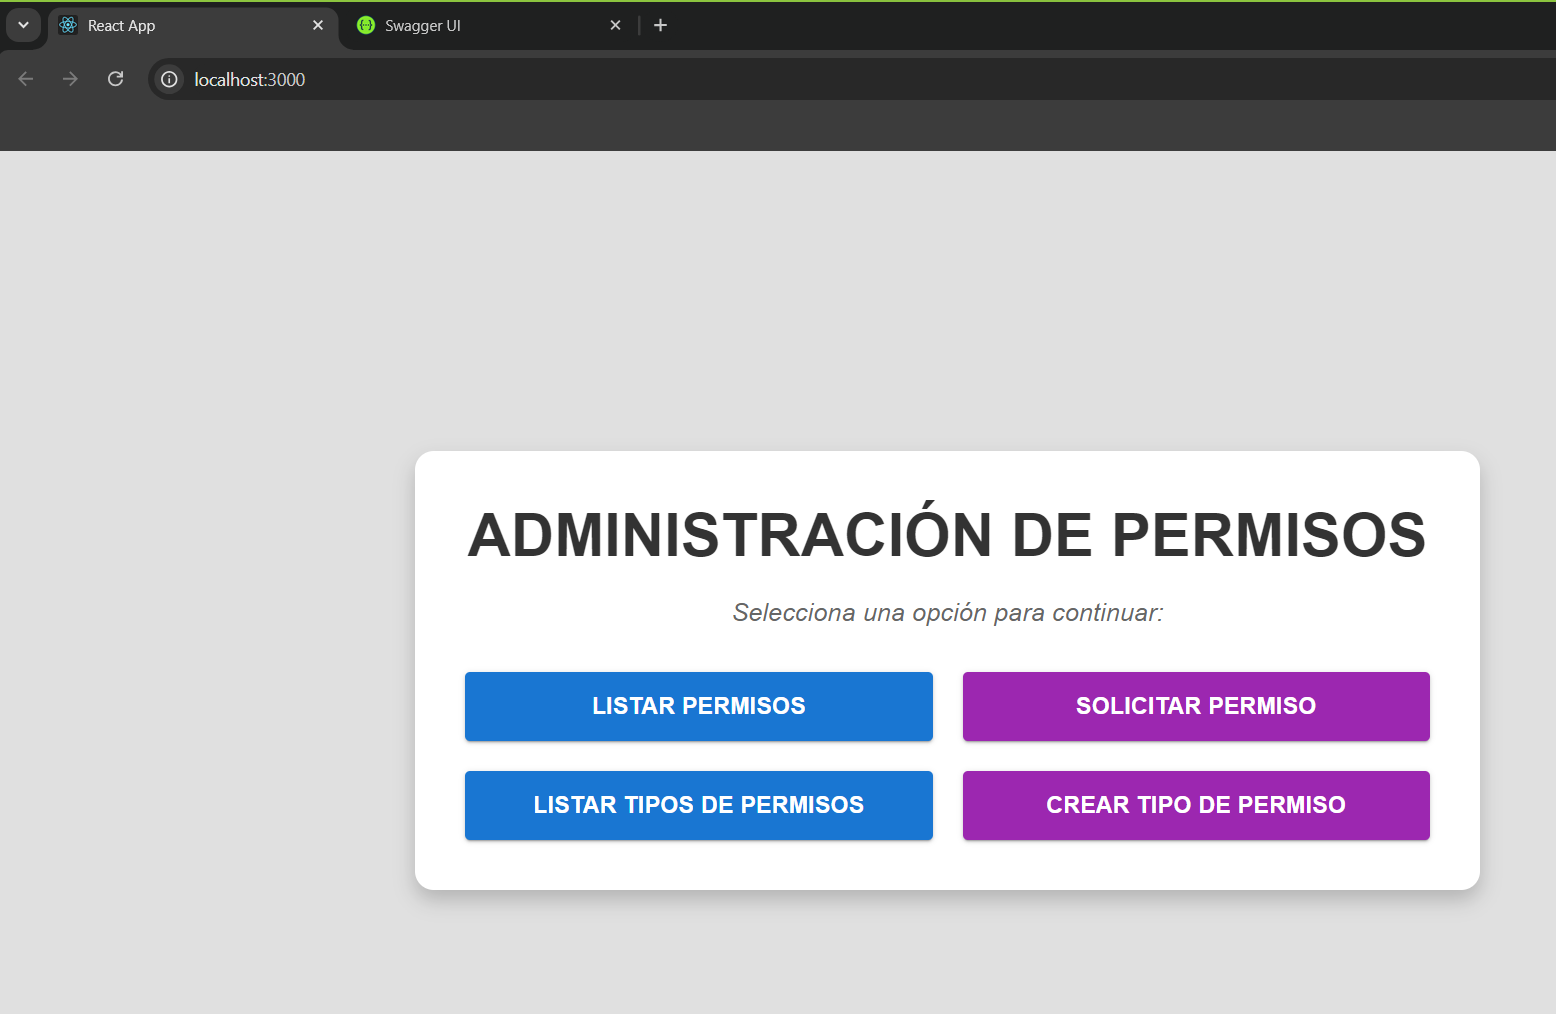 React App
Swagger UI
localhost:3000
ADMINISTRACIÓN DE PERMISOS
Selecciona una opción para continuar:
LISTAR PERMISOS
SOLICITAR PERMISO
LISTAR TIPOS DE PERMISOS
CREAR TIPO DE PERMISO